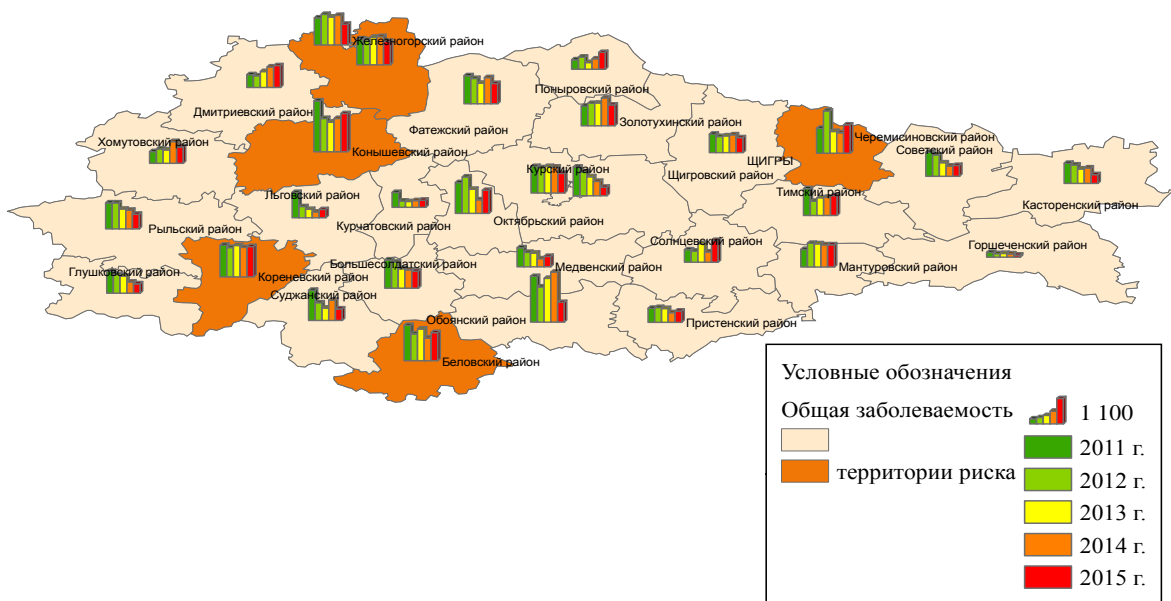 Железногорский район
Поныровский район
Дмитриевский район
Золотухинский район
Фатежский район
Хомутовский район
Конышевский район
Черемисиновский район
Советский район
ЩИГРЫ
Щигровский район
Курский район
Льговский район
Тимский район
Касторенский район
Октябрьский район
Курчатовский район
Рыльский район
Солнцевский район
Горшеченский район
Медвенский район
Мантуровский район
Большесолдатский район
Глушковский район
Кореневский район
Суджанский район
Обоянский район
Пристенский район
Беловский район
Условные обозначения
Общая заболеваемость
1 100
территории риска
2011 г.
2012 г.
2013 г.
2014 г.
2015 г.